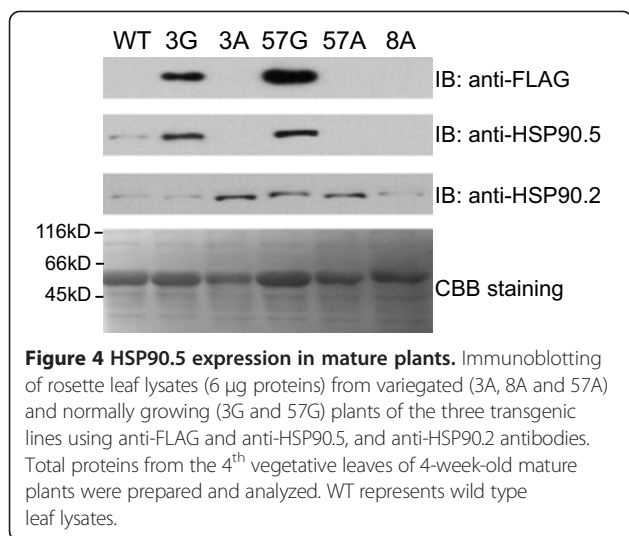 WT 3G 3A 57G 57A 8A
IB: anti-FLAG
IB: anti-HSP90.5
IB: anti-HSP90.2
116kD
66kD
45kD
CBB staining
Figure 4 HSP90.5 expression in mature plants. Immunoblotting
of rosette leaf lysates (6 μg proteins) from variegated (3A, 8A and 57A)
and normally growing (3G and 57G) plants of the three transgenic
lines using anti-FLAG and anti-HSP90.5, and anti-HSP90.2 antibodies.
Total proteins from the 4th vegetative leaves of 4-week-old mature
plants were prepared and analyzed. WT represents wild type
leaf lysates.